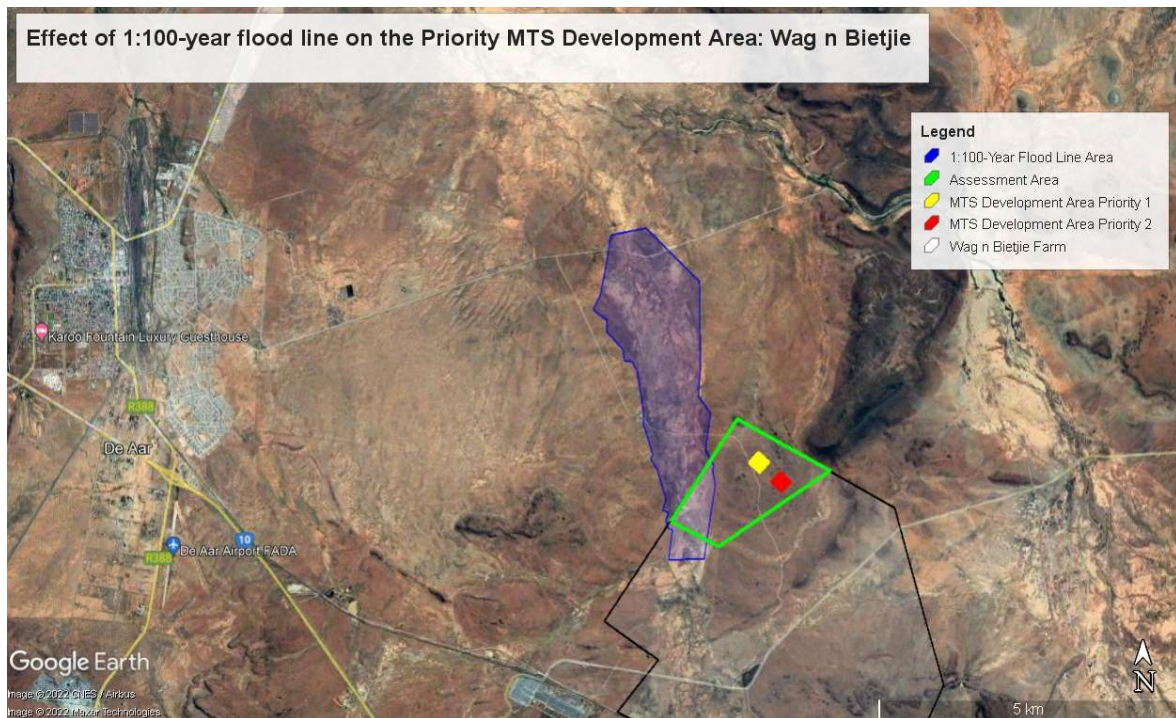 Effect of 1:100-year flood line on the Priority MTS Development Area: Wag n Bietjie
Legend
1:100-Year Flood Line Area
Assessment Area
MTS Development Area Priority 1
MTS Development Area Priority 2
Wag n Bietjie Farm
Karoo Fountain Luxury Guesthouse
R388
De Aar
10
De Aar Airport FADA
R388
Google Earth
Image © 2022 CNES / Airbus
Image © 2022 Maxar Technologies
N
5 km